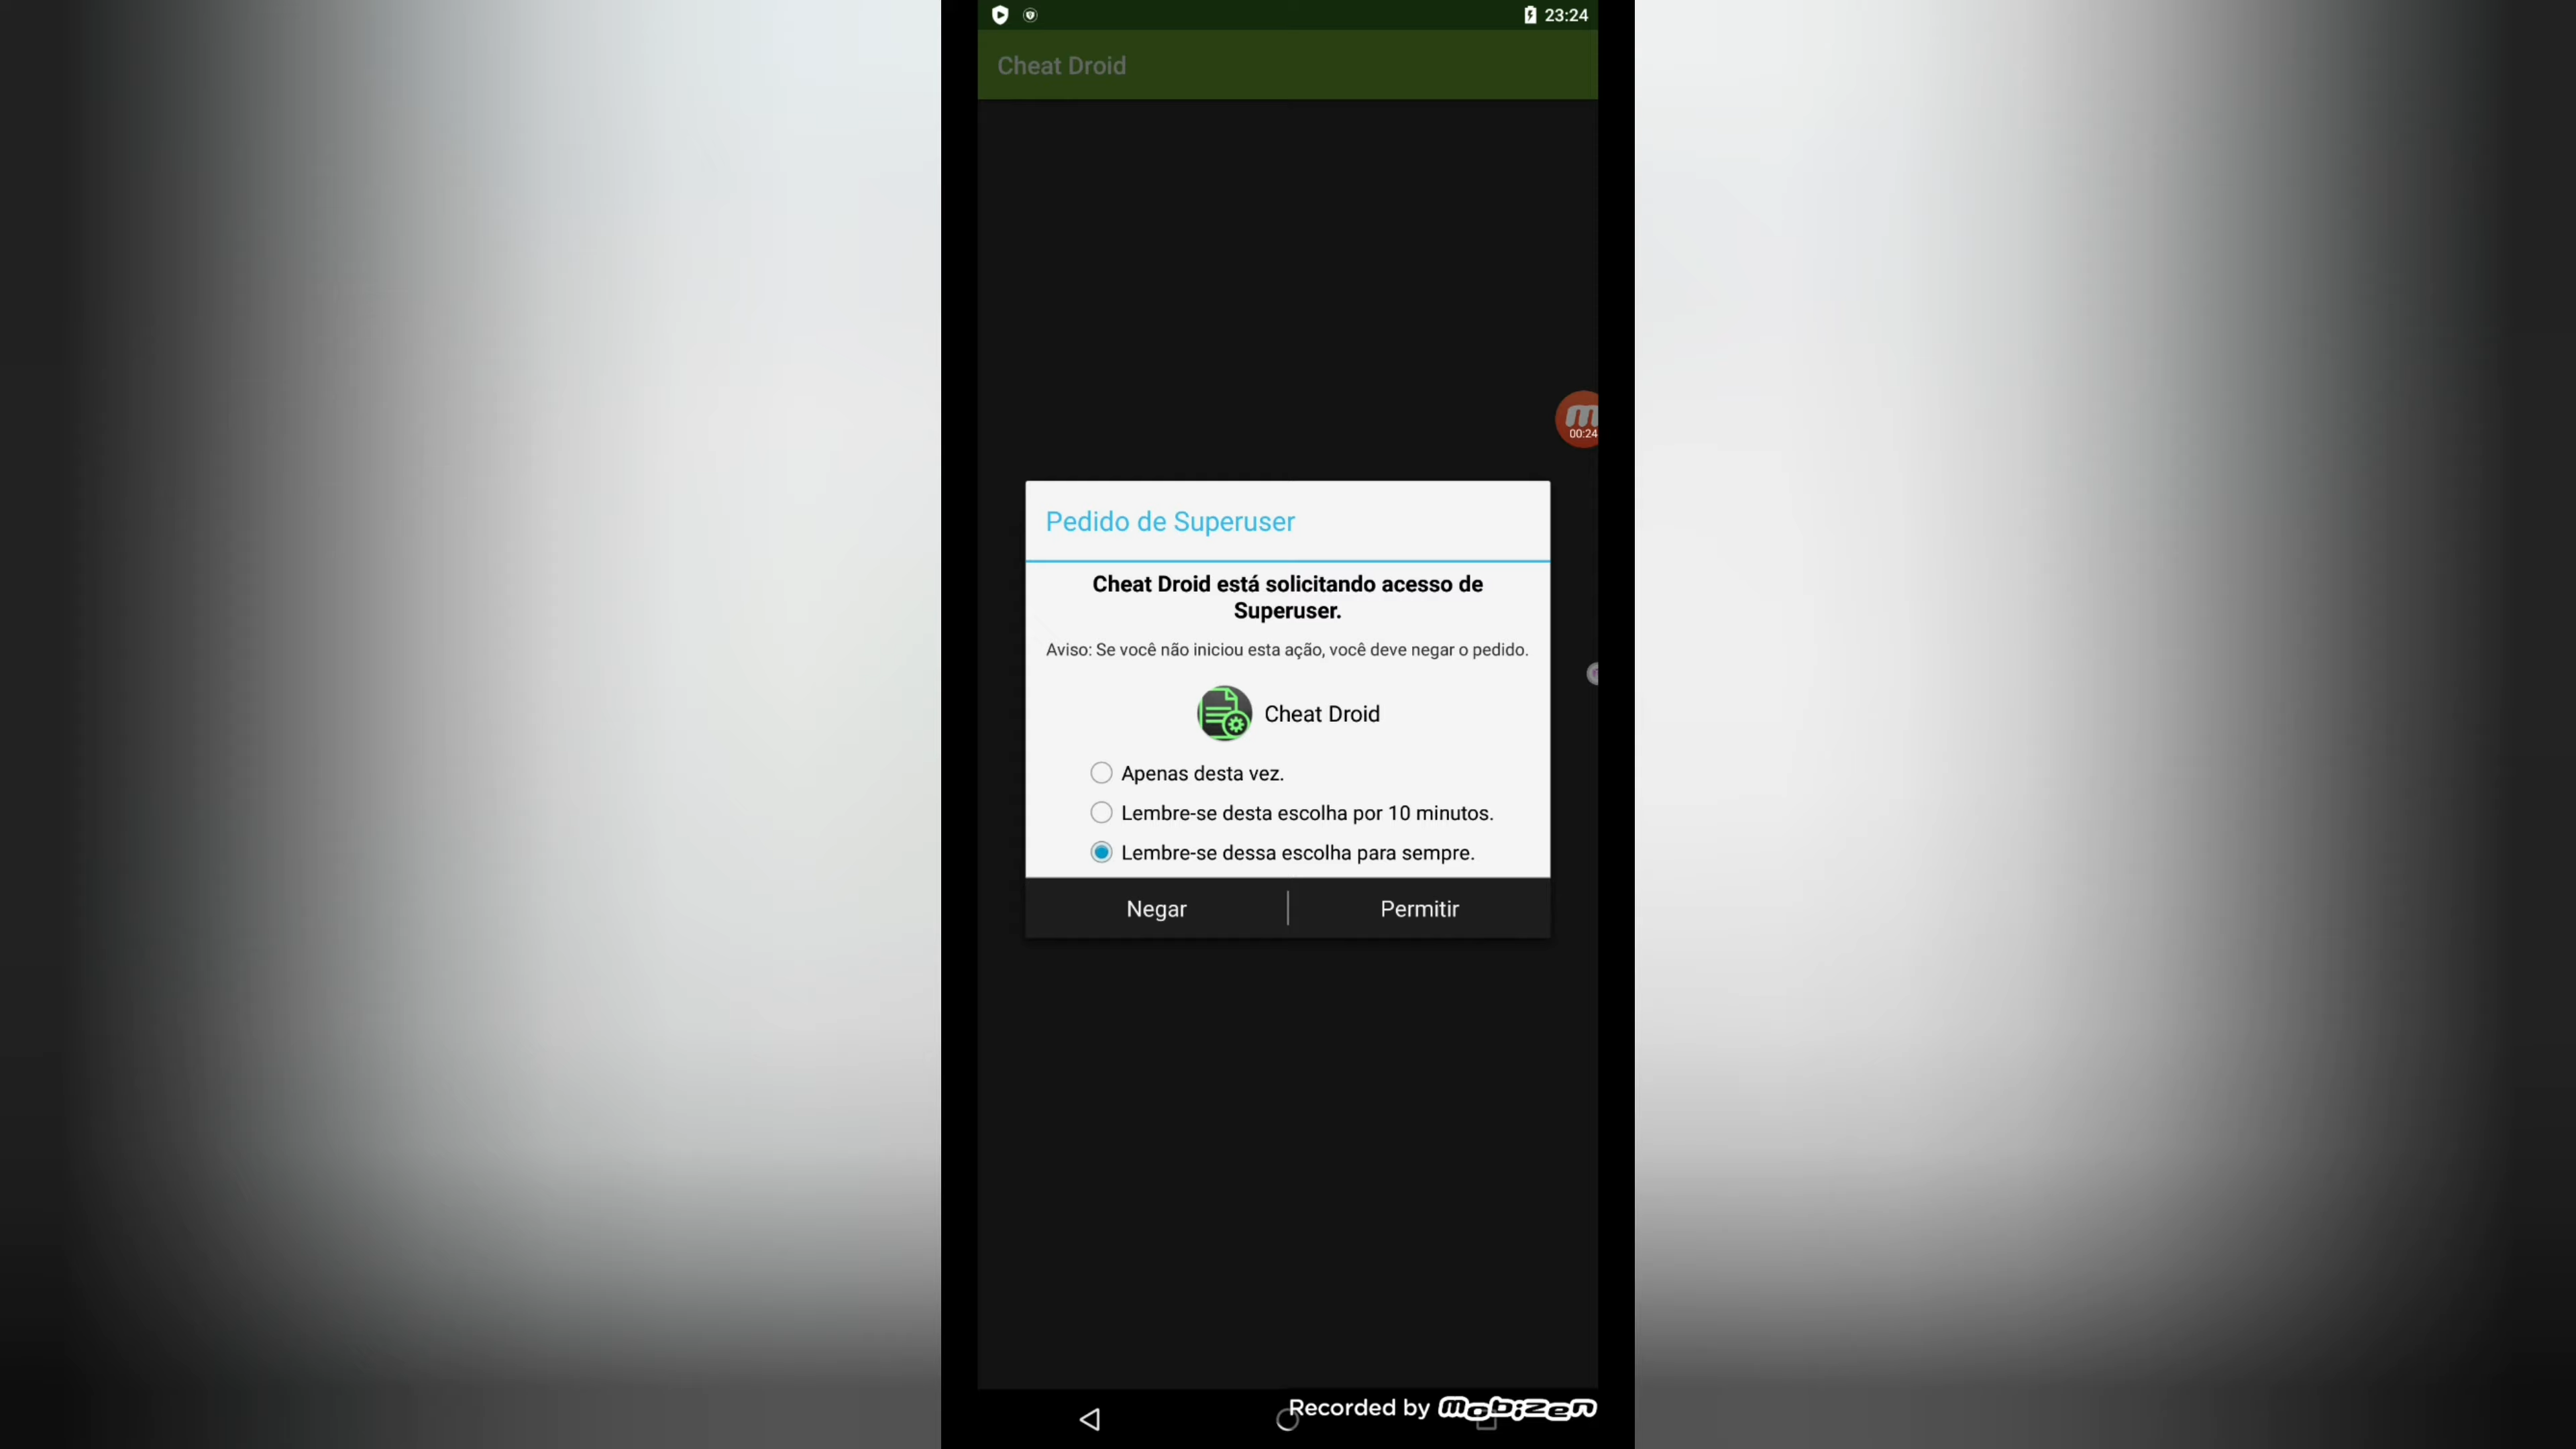 23:24
Cheat Droid
00:24
Pedido de Superuser
Cheat Droid está solicitando acesso de
Superuser.
Aviso: Se você não iniciou esta ação, você deve negar o pedido.
Cheat Droid
Apenas desta vez.
Lembre-se desta escolha por 10 minutos.
Lembre-se dessa escolha para sempre.
Negar
Permitir
Recorded by mobizen